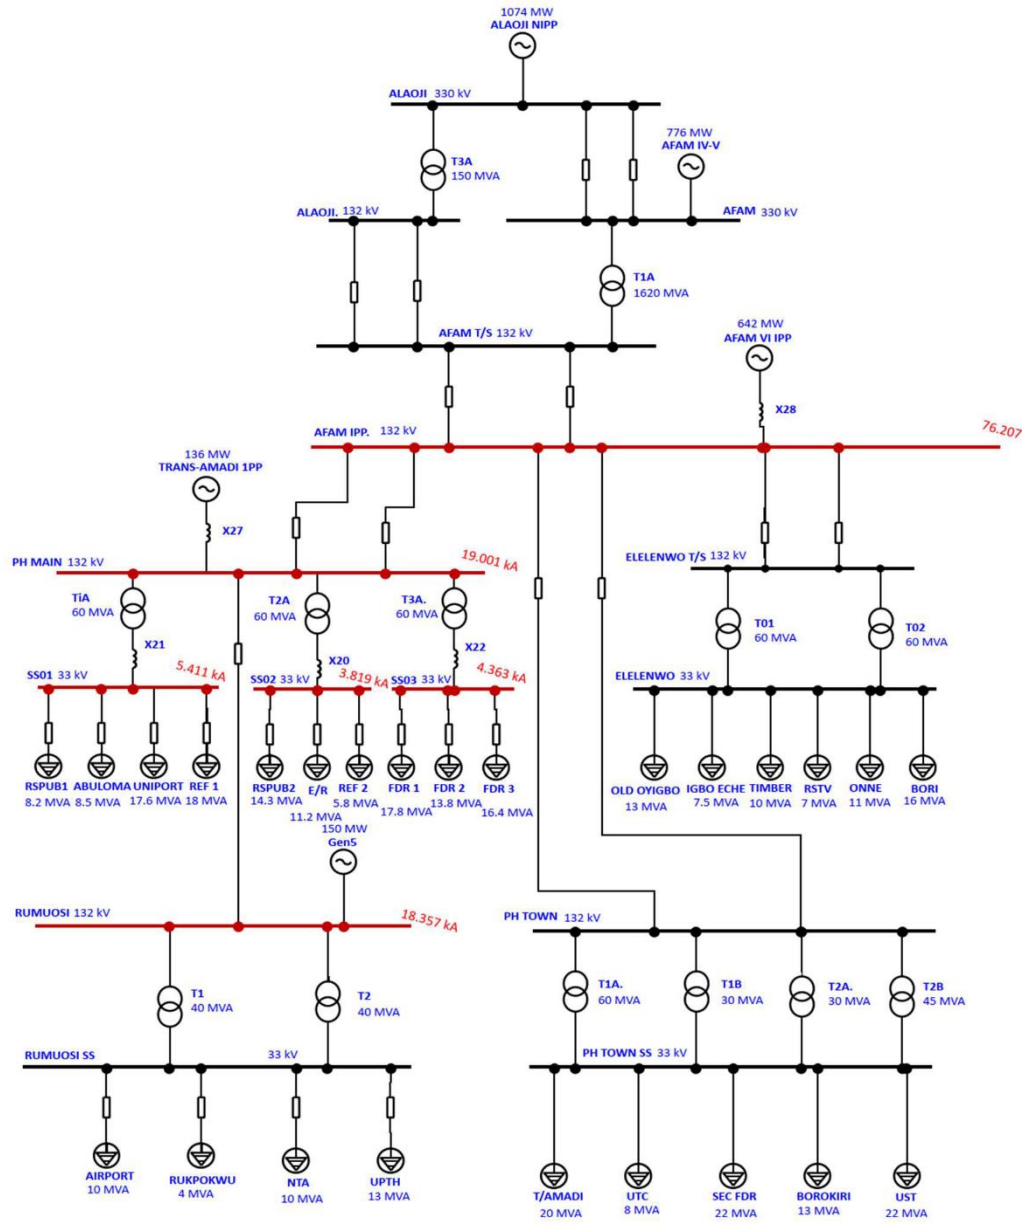 1074 MW
ALAOJI NIPP
ALAOJI 330 kV
776 MW
AFAM IV-V
T3A
150 MVA
ALAOJI. 132 kV
AFAM 330 kV
T1A
1620 MVA
AFAM T/S 132 kV
642 MW
AFAM VI IPP
X28
AFAM IPP. 132 kV
76.207
136 MW
TRANS-AMADI 1PP
X27
PH MAIN 132 kV
19.001 kA
ELELENWO T/S 132 kV
TiA
60 MVA
T2A
60 MVA
T3A.
60 MVA
T01
60 MVA
T02
60 MVA
X21
X20
X22
SS01 33 kV
5.411 kA
SS02 33 kV
3.819 kA
SS03 33 kV
4.363 kA
ELELENWO 33 kV
RSPUB1
8.2 MVA
ABULOMA
8.5 MVA
UNIPORT
17.6 MVA
REF 1
18 MVA
RSPUB2
14.3 MVA
E/R
11.2 MVA
REF 2
5.8 MVA
FDR 1
17.8 MVA
FDR 2
13.8 MVA
FDR 3
16.4 MVA
OLD OYIGBO
13 MVA
IGBO ECHE
7.5 MVA
TIMBER
10 MVA
RSTV
7 MVA
ONNE
11 MVA
BORI
16 MVA
150 MW
Gen5
RUMUOSI 132 kV
18.357 kA
PH TOWN 132 kV
T1
40 MVA
T2
40 MVA
T1A.
60 MVA
T1B
30 MVA
T2A.
30 MVA
T2B
45 MVA
RUMUOSI SS 33 kV
PH TOWN SS 33 kV
AIRPORT
10 MVA
RUKPOKWU
4 MVA
NTA
10 MVA
UPTH
13 MVA
T/AMADI
20 MVA
UTC
8 MVA
SEC FDR
22 MVA
BOROKIRI
13 MVA
UST
22 MVA